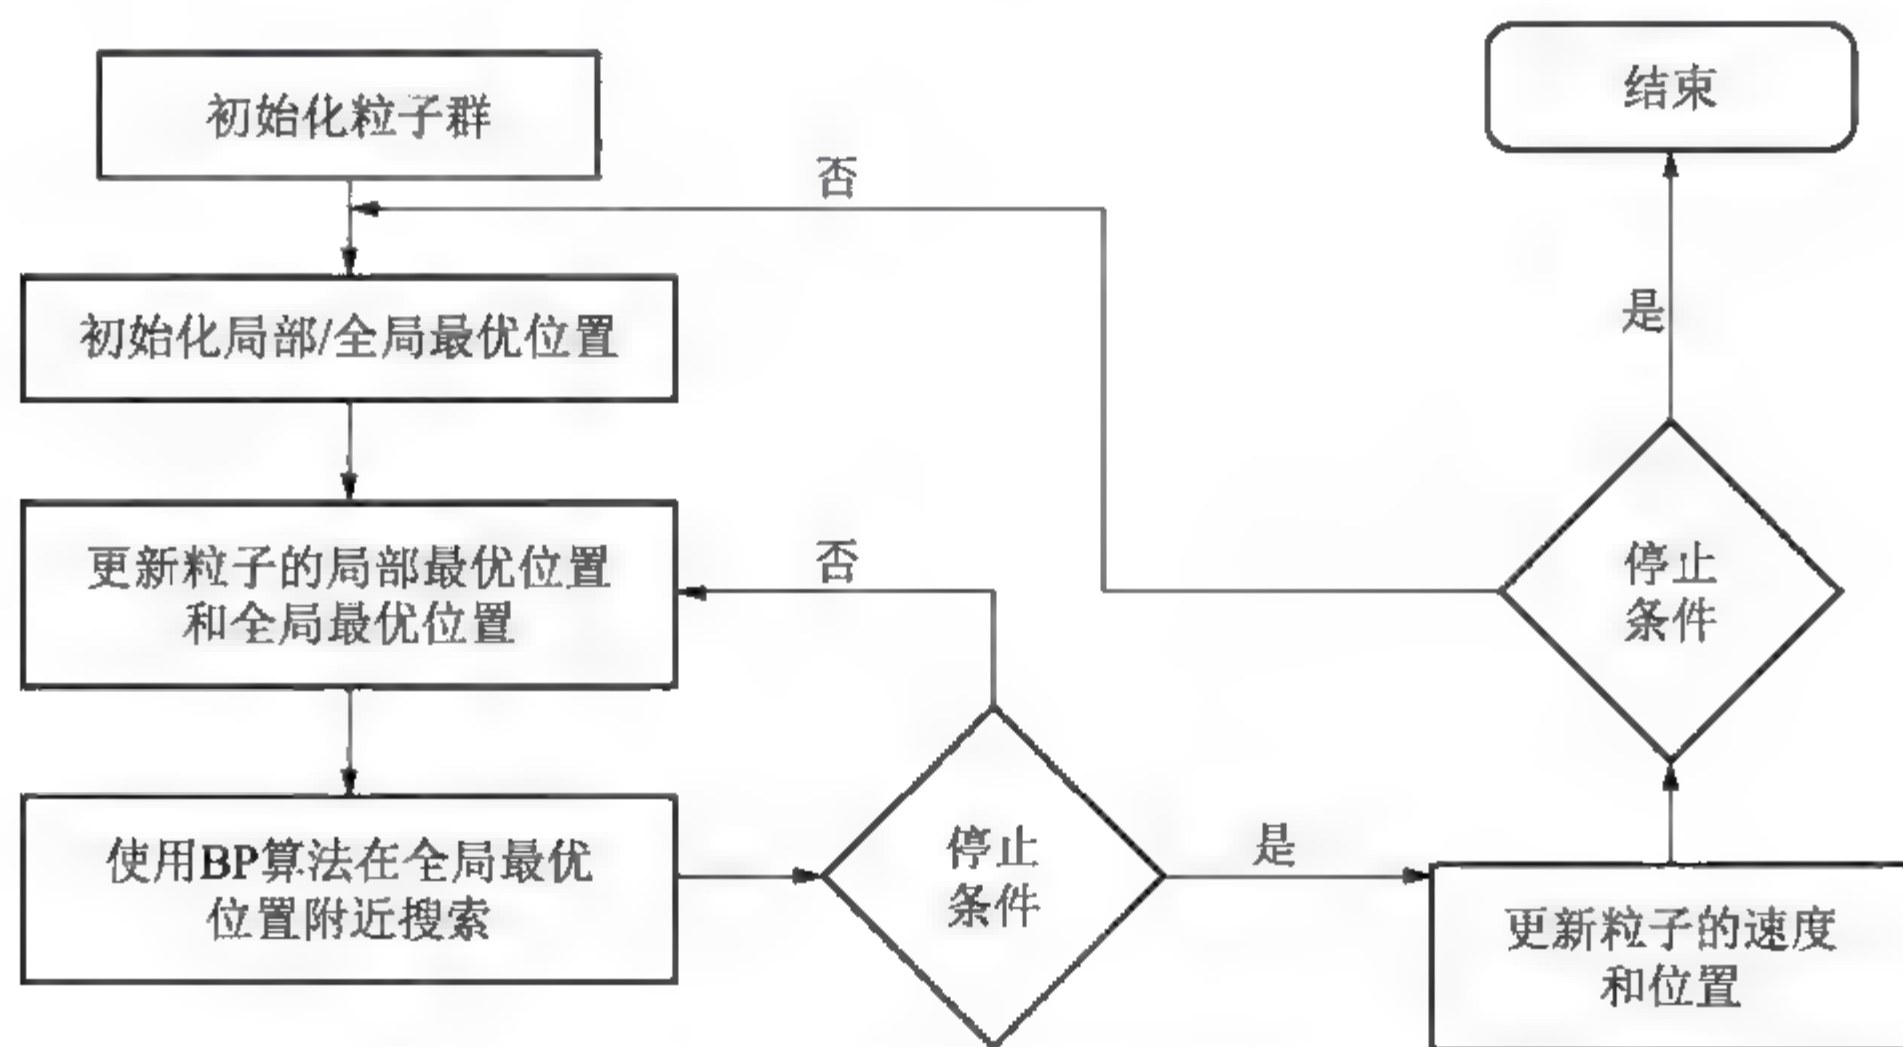 初始化粒子群
结束
否
初始化局部/全局最优位置
是
更新粒子的局部最优位置
和全局最优位置
否
停止
条件
使用BP算法在全局最优
位置附近搜索
停止
条件
是
更新粒子的速度
和位置